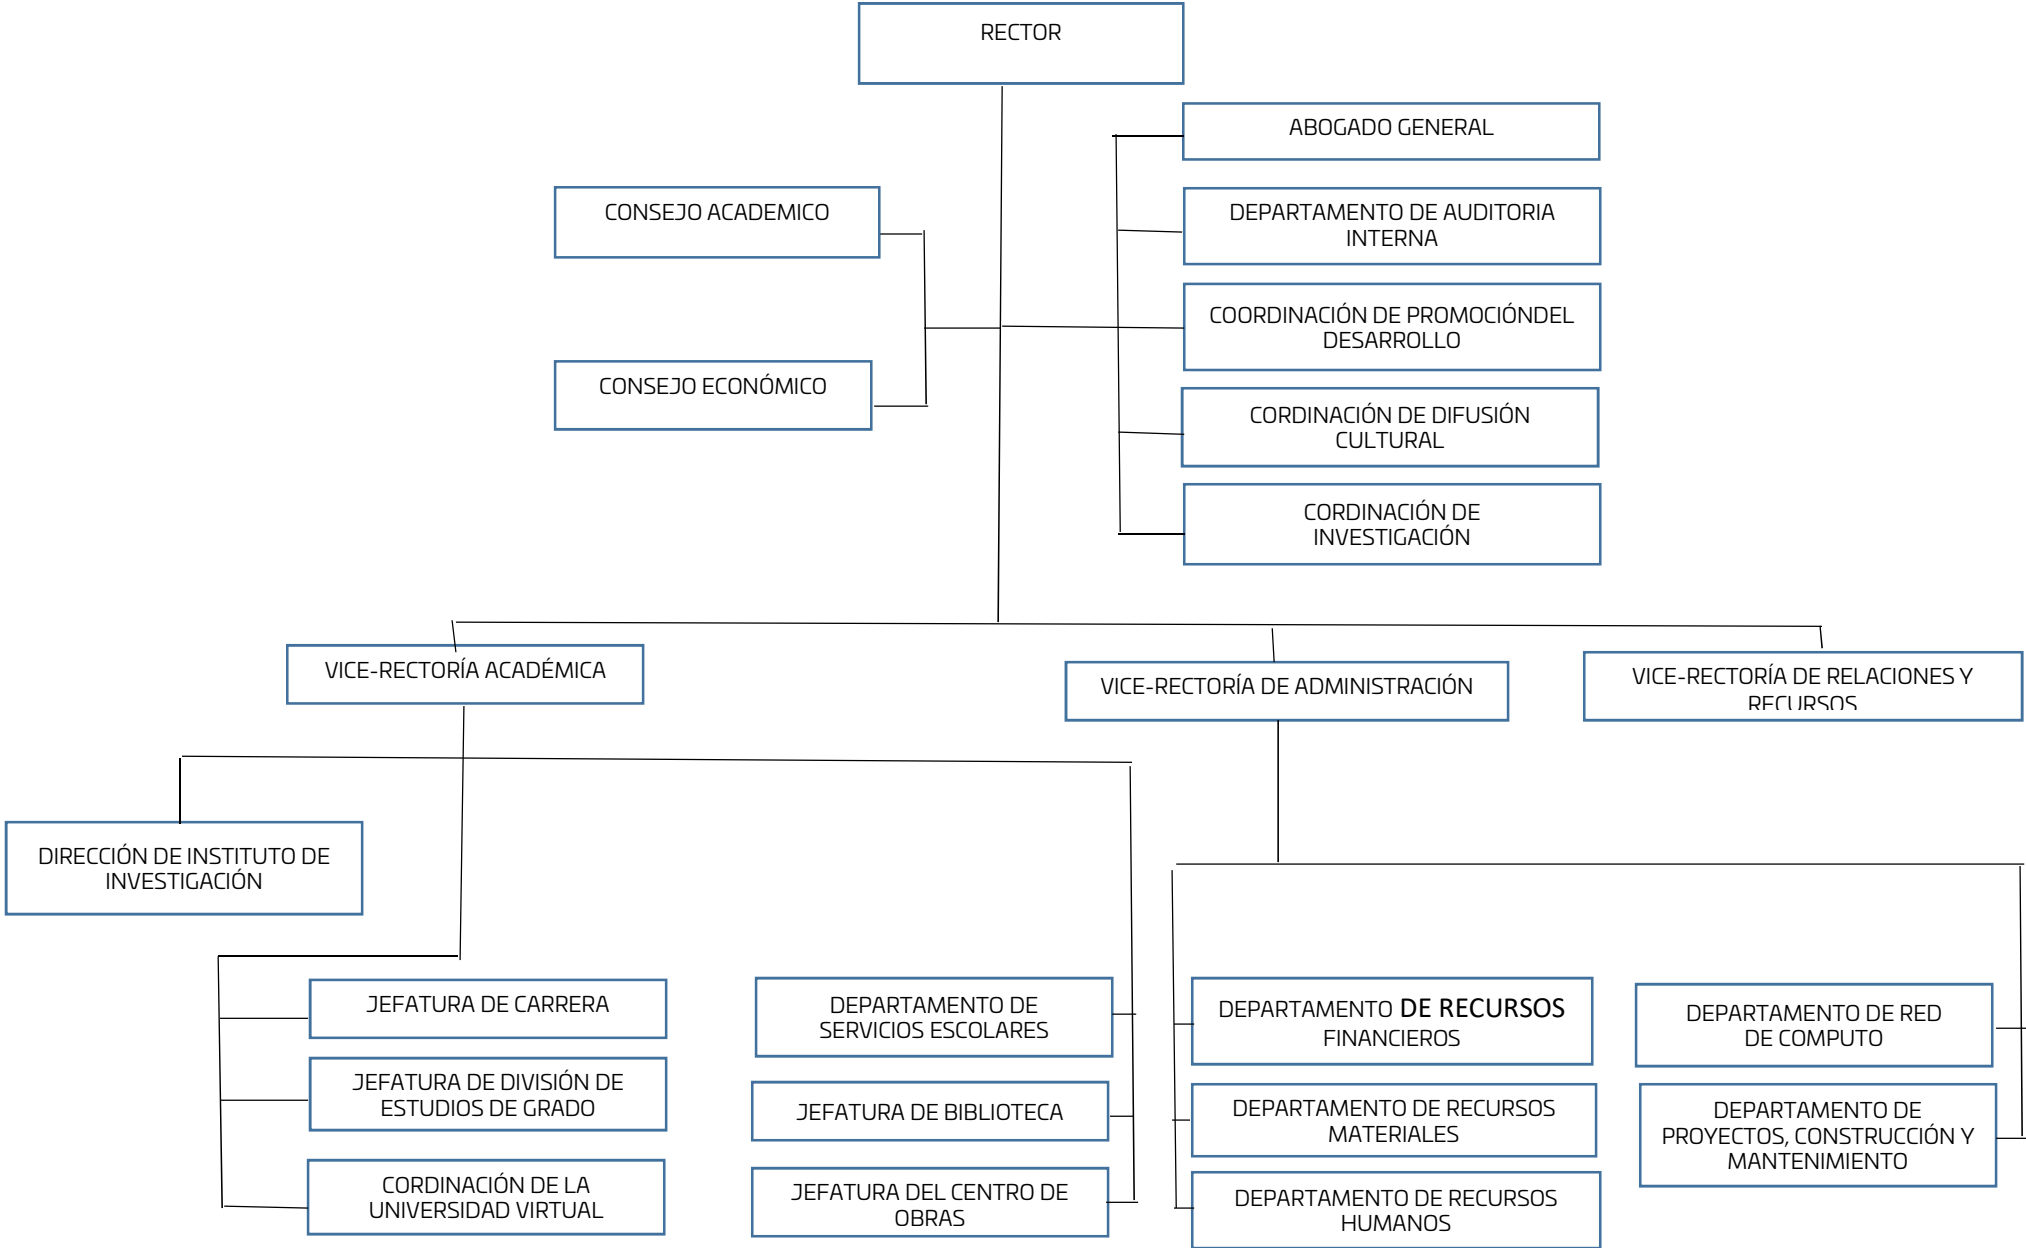 RECTOR
ABOGADO GENERAL
CONSEJO ACADEMICO
DEPARTAMENTO DE AUDITORIA
INTERNA
COORDINACIÓN DE PROMOCIÓNDEL
DESARROLLO
CONSEJO ECONÓMICO
CORDINACIÓN DE DIFUSIÓN
CULTURAL
CORDINACIÓN DE
INVESTIGACIÓN
VICE-RECTORÍA ACADÉMICA
VICE-RECTORÍA DE ADMINISTRACIÓN
VICE-RECTORÍA DE RELACIONES Y
RECURSOS
DIRECCIÓN DE INSTITUTO DE
INVESTIGACIÓN
JEFATURA DE CARRERA
JEFATURA DE DIVISIÓN DE
ESTUDIOS DE GRADO
CORDINACIÓN DE LA
UNIVERSIDAD VIRTUAL
DEPARTAMENTO DE
SERVICIOS ESCOLARES
JEFATURA DE BIBLIOTECA
JEFATURA DEL CENTRO DE
OBRAS
DEPARTAMENTO DE RECURSOS
FINANCIEROS
DEPARTAMENTO DE RECURSOS
MATERIALES
DEPARTAMENTO DE RECURSOS
HUMANOS
DEPARTAMENTO DE RED
DE COMPUTO
DEPARTAMENTO DE
PROYECTOS, CONSTRUCCIÓN Y
MANTENIMIENTO